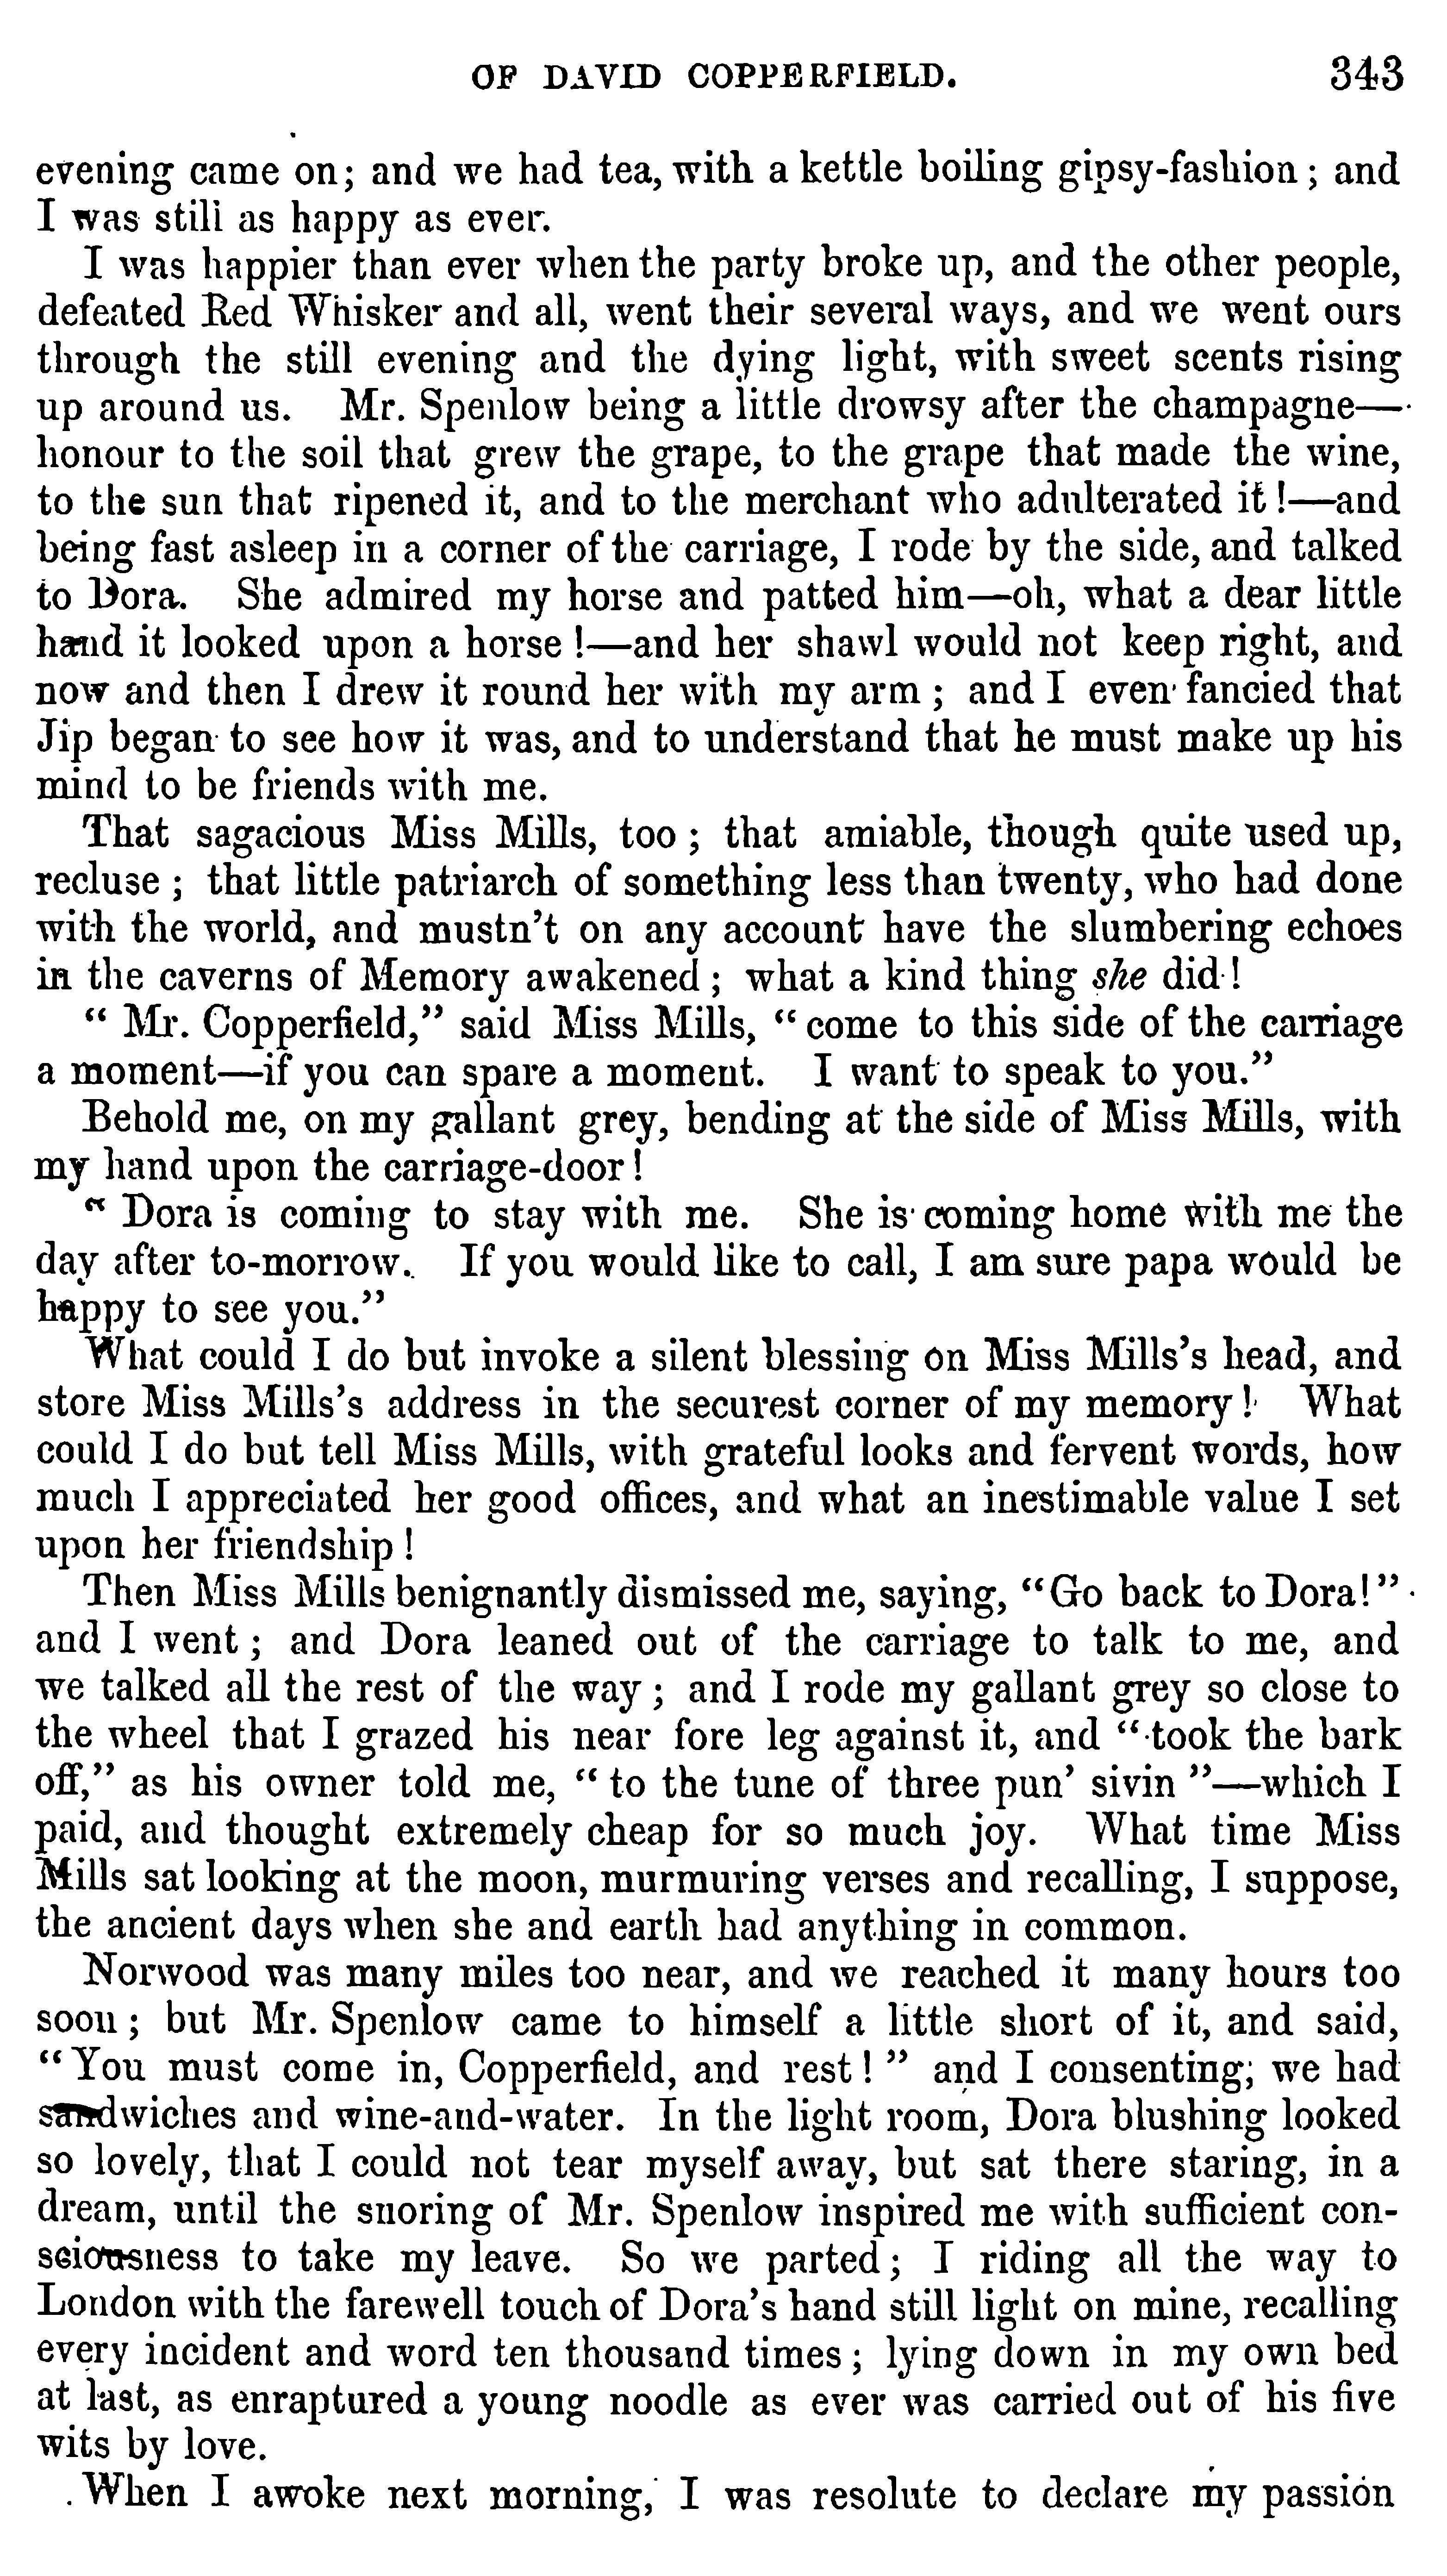 OF DAVID COPPERFIELD. 343
evening came on; and we had tea, with a kettle boiling gipsy-fashion; and
I was still as happy as ever.
I was happier than ever when the party broke up, and the other people,
defeated Red Whisker and all, went their several ways, and we went ours
through the still evening and the dying light, with sweet scents rising
up around us. Mr. Spenlow being a little drowsy after the champagne—
honour to the soil that grew the grape, to the grape that made the wine,
to the sun that ripened it, and to the merchant who adulterated it!—and
being fast asleep in a corner of the carriage, I rode by the side, and talked
to Dora. She admired my horse and patted him—oh, what a dear little
hand it looked upon a horse!—and her shawl would not keep right, and
now and then I drew it round her with my arm; and I even fancied that
Jip began to see how it was, and to understand that he must make up his
mind to be friends with me.
That sagacious Miss Mills, too; that amiable, though quite used up,
recluse; that little patriarch of something less than twenty, who had done
with the world, and mustn't on any account have the slumbering echoes
in the caverns of Memory awakened; what a kind thing she did!
"Mr. Copperfield," said Miss Mills, "come to this side of the carriage
a moment—if you can spare a moment. I want to speak to you."
Behold me, on my gallant grey, bending at the side of Miss Mills, with
my hand upon the carriage-door!
"Dora is coming to stay with me. She is coming home with me the
day after to-morrow. If you would like to call, I am sure papa would be
happy to see you."
What could I do but invoke a silent blessing on Miss Mills's head, and
store Miss Mills's address in the securest corner of my memory! What
could I do but tell Miss Mills, with grateful looks and fervent words, how
much I appreciated her good offices, and what an inestimable value I set
upon her friendship!
Then Miss Mills benignantly dismissed me, saying, "Go back to Dora!"
and I went; and Dora leaned out of the carriage to talk to me, and
we talked all the rest of the way; and I rode my gallant grey so close to
the wheel that I grazed his near fore leg against it, and "took the bark
off," as his owner told me, "to the tune of three pun' sivin"—which I
paid, and thought extremely cheap for so much joy. What time Miss
Mills sat looking at the moon, murmuring verses and recalling, I suppose,
the ancient days when she and earth had anything in common.
Norwood was many miles too near, and we reached it many hours too
soon; but Mr. Spenlow came to himself a little short of it, and said,
"You must come in, Copperfield, and rest!" and I consenting, we had
sandwiches and wine-and-water. In the light room, Dora blushing looked
so lovely, that I could not tear myself away, but sat there staring, in a
dream, until the snoring of Mr. Spenlow inspired me with sufficient con-
sciousness to take my leave. So we parted; I riding all the way to
London with the farewell touch of Dora's hand still light on mine, recalling
every incident and word ten thousand times; lying down in my own bed
at last, as enraptured a young noodle as ever was carried out of his five
wits by love.
When I awoke next morning, I was resolute to declare my passion